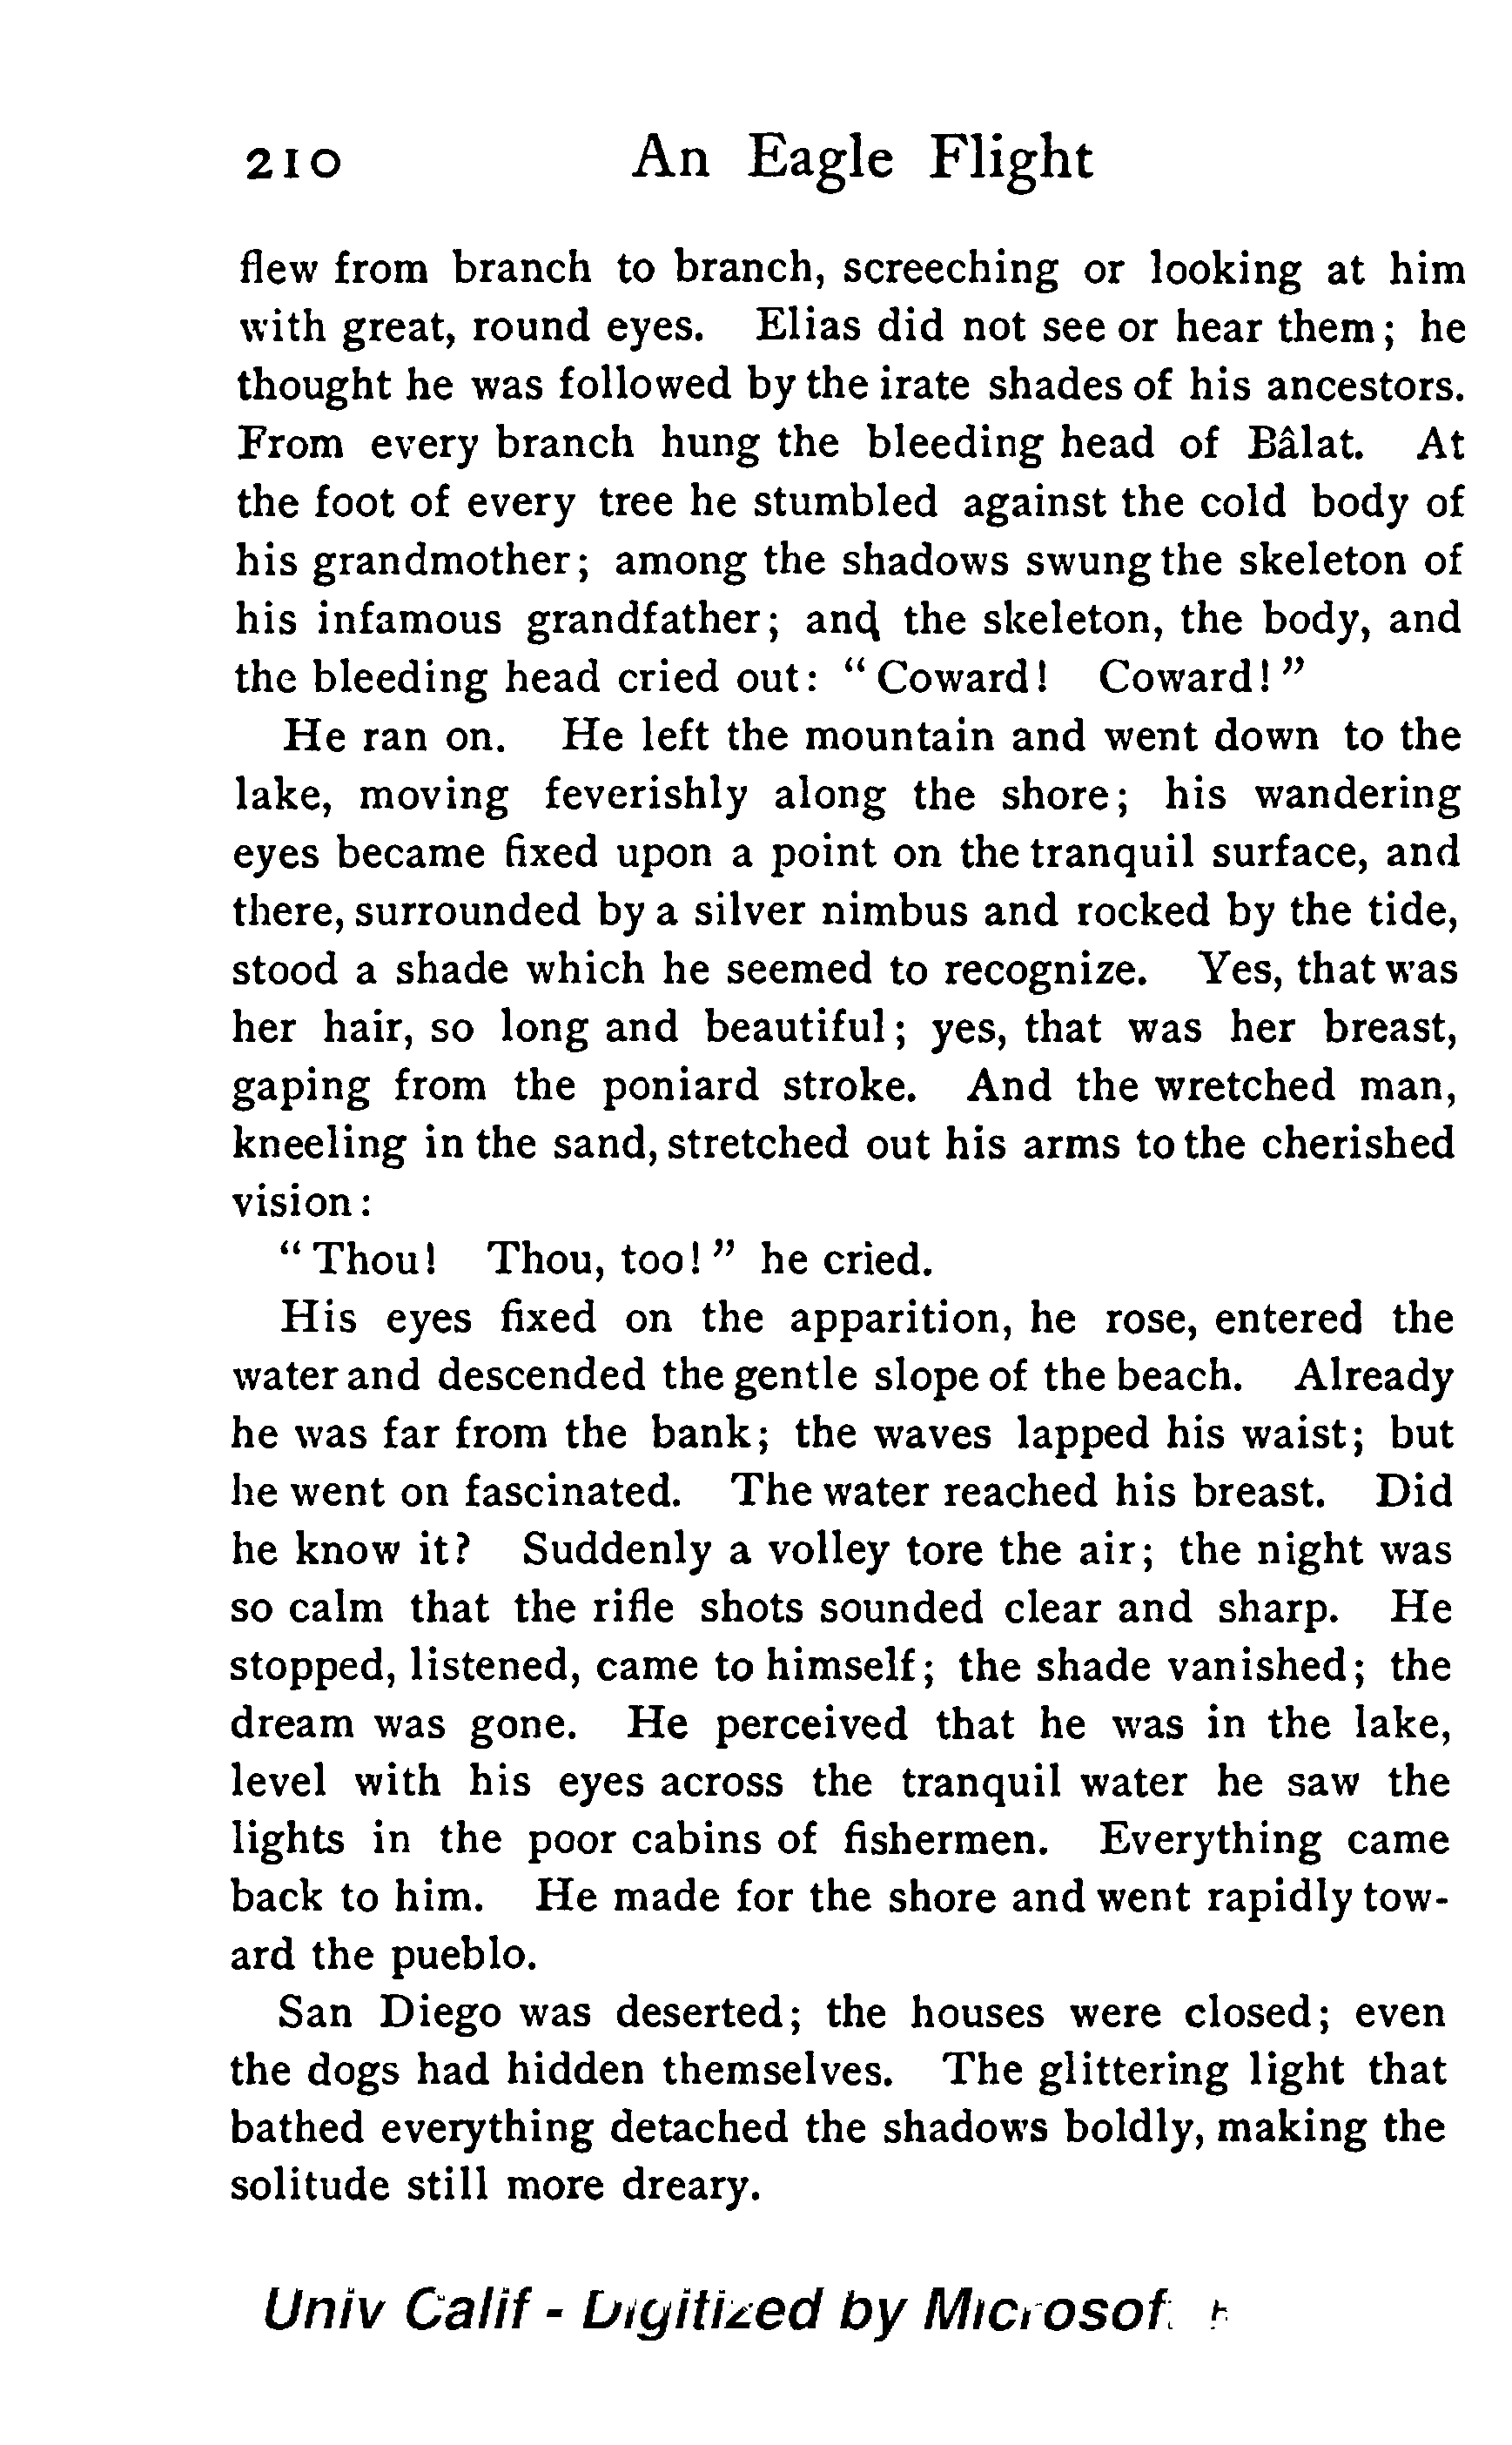 210 An Eagle Flight
flew from branch to branch, screeching or looking at him
with great, round eyes. Elias did not see or hear them; he
thought he was followed by the irate shades of his ancestors.
From every branch hung the bleeding head of Bâlat. At
the foot of every tree he stumbled against the cold body of
his grandmother; among the shadows swung the skeleton of
his infamous grandfather; and the skeleton, the body, and
the bleeding head cried out: “Coward! Coward!”
He ran on. He left the mountain and went down to the
lake, moving feverishly along the shore; his wandering
eyes became fixed upon a point on the tranquil surface, and
there, surrounded by a silver nimbus and rocked by the tide,
stood a shade which he seemed to recognize. Yes, that was
her hair, so long and beautiful; yes, that was her breast,
gaping from the poniard stroke. And the wretched man,
kneeling in the sand, stretched out his arms to the cherished
vision:
“Thou! Thou, too!” he cried.
His eyes fixed on the apparition, he rose, entered the
water and descended the gentle slope of the beach. Already
he was far from the bank; the waves lapped his waist; but
he went on fascinated. The water reached his breast. Did
he know it? Suddenly a volley tore the air; the night was
so calm that the rifle shots sounded clear and sharp. He
stopped, listened, came to himself; the shade vanished; the
dream was gone. He perceived that he was in the lake,
level with his eyes across the tranquil water he saw the
lights in the poor cabins of fishermen. Everything came
back to him. He made for the shore and went rapidly tow-
ard the pueblo.
San Diego was deserted; the houses were closed; even
the dogs had hidden themselves. The glittering light that
bathed everything detached the shadows boldly, making the
solitude still more dreary.
Univ Calif - Digitized by Microsof